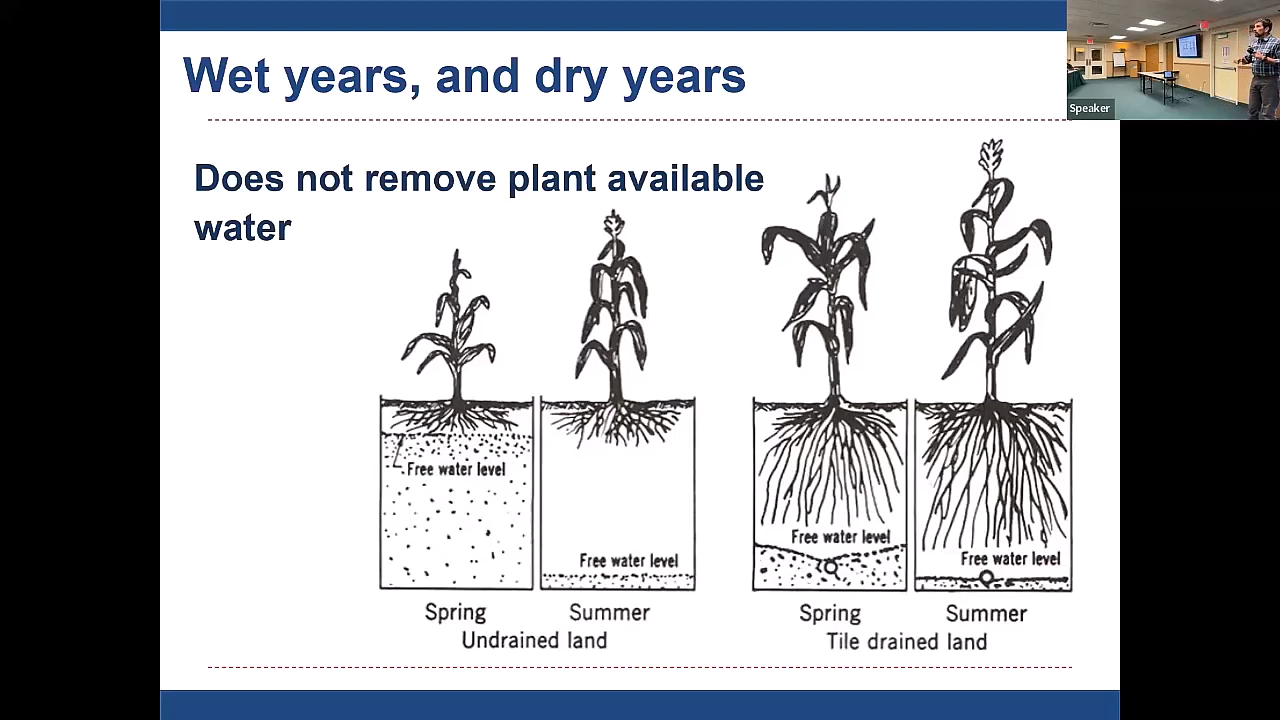 Wet years, and dry years
Speaker
Does not remove plant available
water
Free water level
Free water level
Free water level
Free water level
Spring
Summer
Spring
Summer
Undrained land
Tile drained land